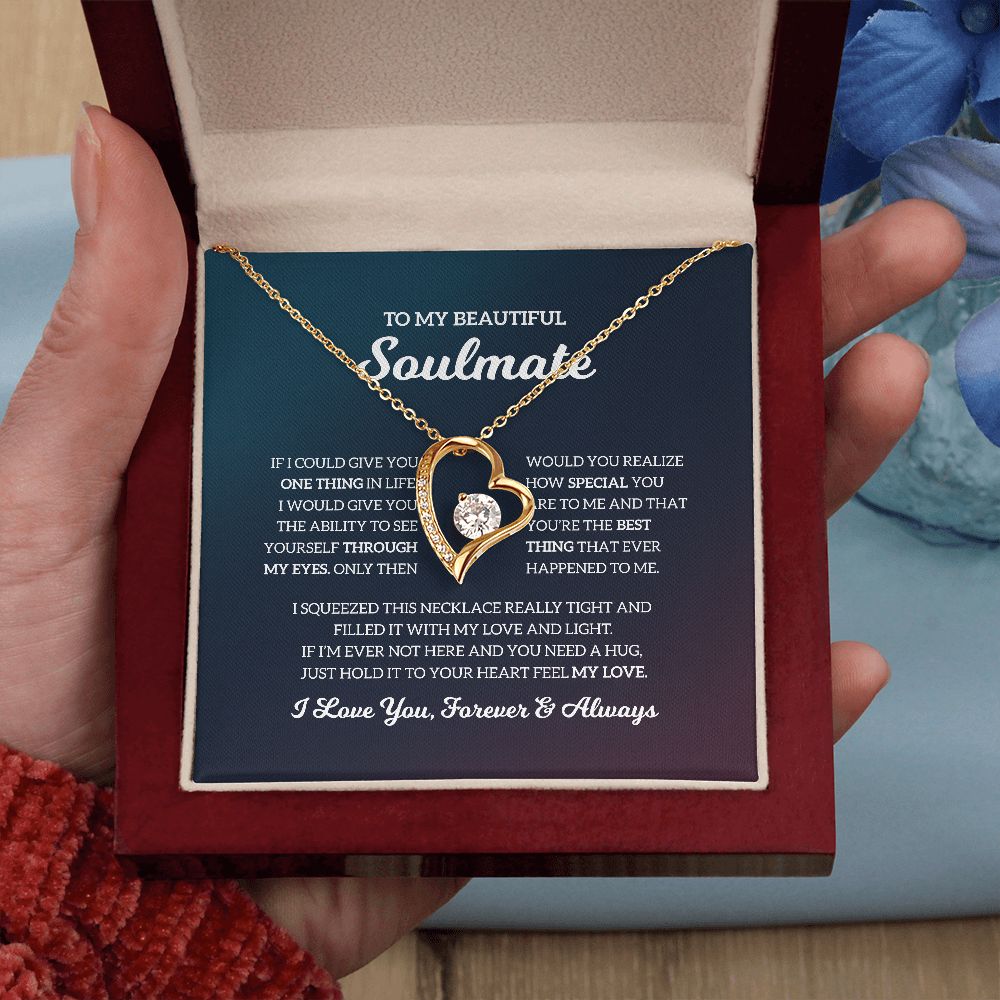 TO MY BEAUTIFUL
Soulmate
IF I COULD GIVE YOU
ONE THING IN LIFE
I WOULD GIVE YOU
THE ABILITY TO SEE
YOURSELF THROUGH
MY EYES. ONLY THEN
WOULD YOU REALIZE
HOW SPECIAL YOU
ARE TO ME AND THAT
YOU'RE THE BEST
THING THAT EVER
HAPPENED TO ME.
I SQUEEZED THIS NECKLACE REALLY TIGHT AND
FILLED IT WITH MY LOVE AND LIGHT.
IF I'M EVER NOT HERE AND YOU NEED A HUG,
JUST HOLD IT TO YOUR HEART FEEL MY LOVE.
I Love You, Forever & Always